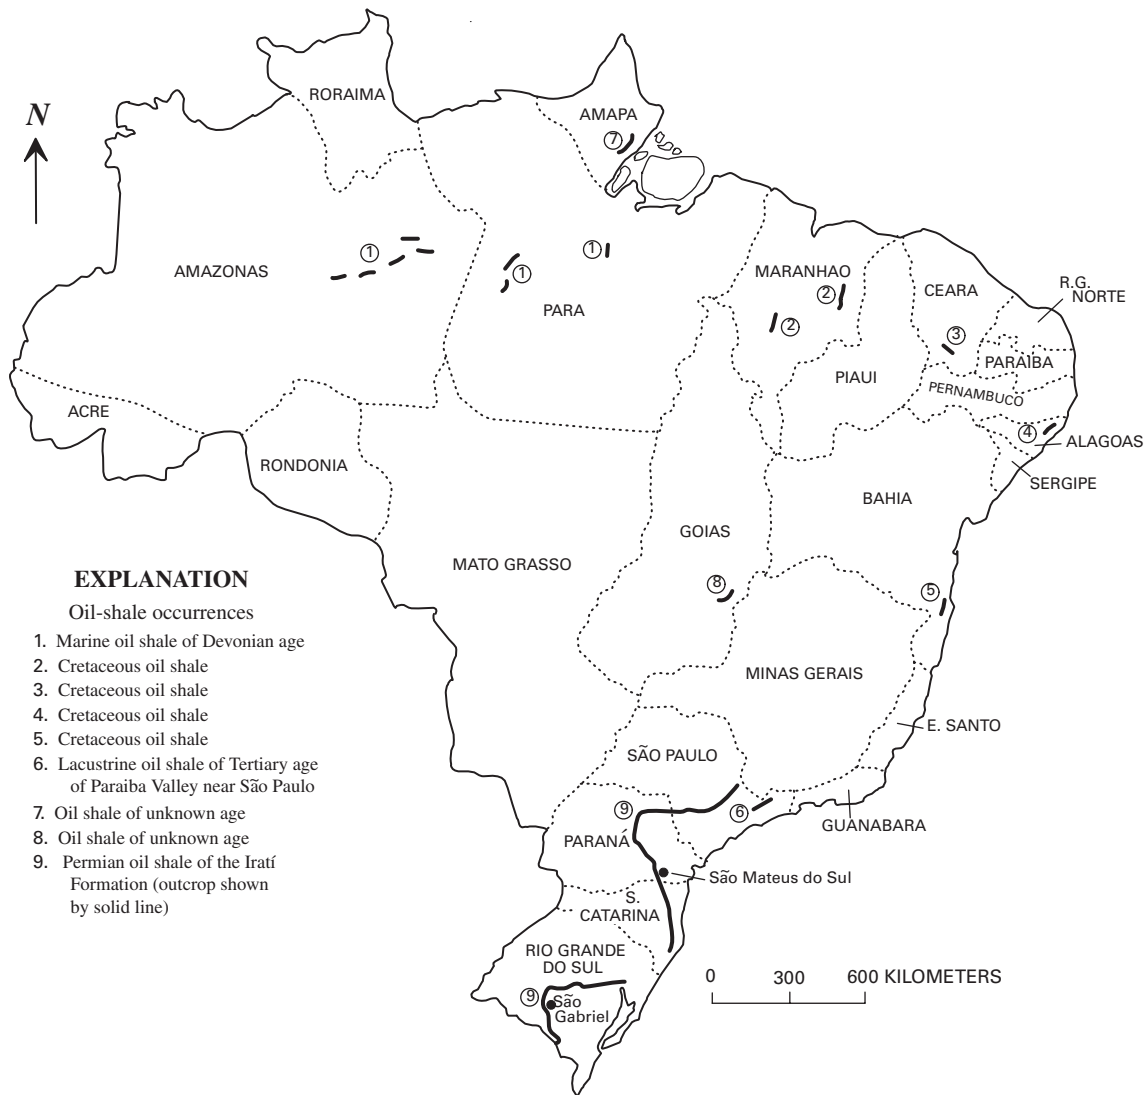 N
RORAIMA
AMAPA
7
1
1
1
AMAZONAS
PARA
MARANHAO
2
2
CEARA
R.G.
NORTE
3
PARAIBA
PIAUI
PERNAMBUCO
ACRE
4
ALAGOAS
SERGIPE
RONDONIA
BAHIA
GOIAS
MATO GRASSO
8
5
MINAS GERAIS
E. SANTO
SÃO PAULO
9
6
GUANABARA
PARANÁ
São Mateus do Sul
S.
CATARINA
RIO GRANDE
DO SUL
9
São
Gabriel
0 300 600 KILOMETERS
EXPLANATION
Oil-shale occurrences
1. Marine oil shale of Devonian age
2. Cretaceous oil shale
3. Cretaceous oil shale
4. Cretaceous oil shale
5. Cretaceous oil shale
6. Lacustrine oil shale of Tertiary age
of Paraiba Valley near São Paulo
7. Oil shale of unknown age
8. Oil shale of unknown age
9. Permian oil shale of the Iratí
Formation (outcrop shown
by solid line)